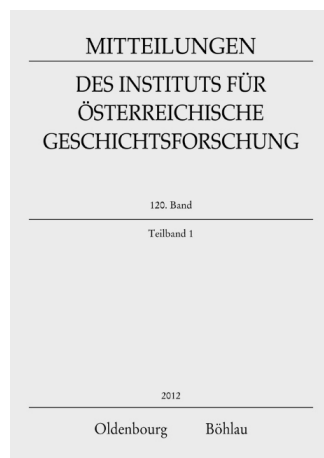 MITTEILUNGEN
DES INSTITUTS FÜR
ÖSTERREICHISCHE
GESCHICHTSFORSCHUNG
120. Band
Teilband 1
2012
Oldenbourg Böhlau